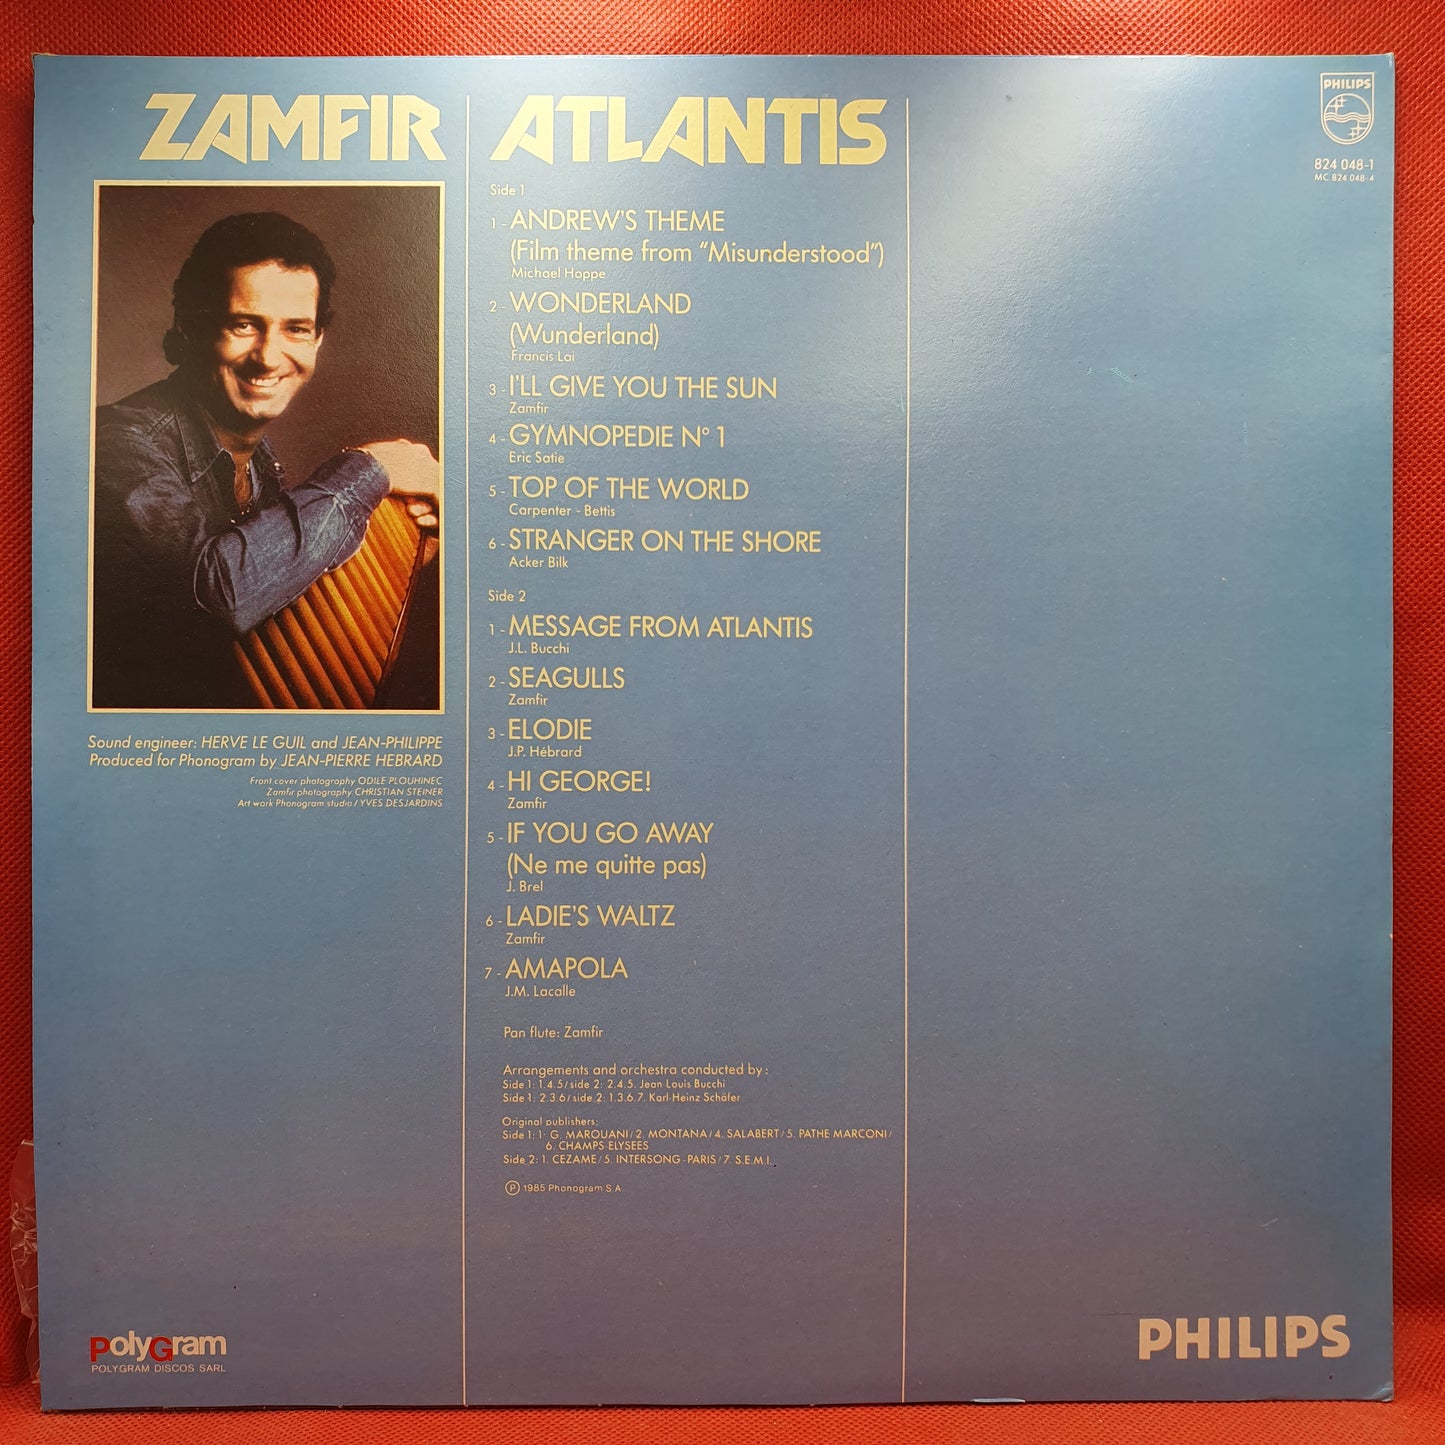 ZAMFIR
ATLANTIS
PHILIPS
824 048-1
MC 824 048-4
Side 1
1 - ANDREW'S THEME
(Film theme from "Misunderstood")
Michael Hoppe
2 - WONDERLAND
(Wunderland)
Francis Lai
3 - I'LL GIVE YOU THE SUN
Zamfir
4 - GYMNOPEDIE N° 1
Eric Satie
5 - TOP OF THE WORLD
Carpenter - Bettis
6 - STRANGER ON THE SHORE
Acker Bilk
Side 2
1 - MESSAGE FROM ATLANTIS
J.L. Bucchi
2 - SEAGULLS
Zamfir
3 - ELODIE
J.P. Hébrard
4 - HI GEORGE!
Zamfir
5 - IF YOU GO AWAY
(Ne me quitte pas)
J. Brel
6 - LADIE'S WALTZ
Zamfir
7 - AMAPOLA
J.M. Lacalle
Pan flute: Zamfir
Arrangements and orchestra conducted by:
Side 1: 1.4.5/side 2: 2.4.5. Jean Louis Bucchi
Side 1: 2.3.6/side 2: 1.3.6.7. Karl-Heinz Schäfer
Original publishers:
Side 1: 1. G. MAROUANI/2. MONTANA/4. SALABERT/5. PATHE MARCONI/
6. CHAMPS-ELYSEES
Side 2: 1. CEZAME/5. INTERSONG-PARIS/7. S.E.M.I.
Ⓟ 1985 Phonogram S.A.
Sound engineer: HERVE LE GUIL and JEAN-PHILIPPE
Produced for Phonogram by JEAN-PIERRE HEBRARD
Front cover photography ODILE PLOUHINEC
Zamfir photography CHRISTIAN STEINER
Art work Phonogram studio/YVES DESJARDINS
PolyGram
POLYGRAM DISCOS SARL
PHILIPS